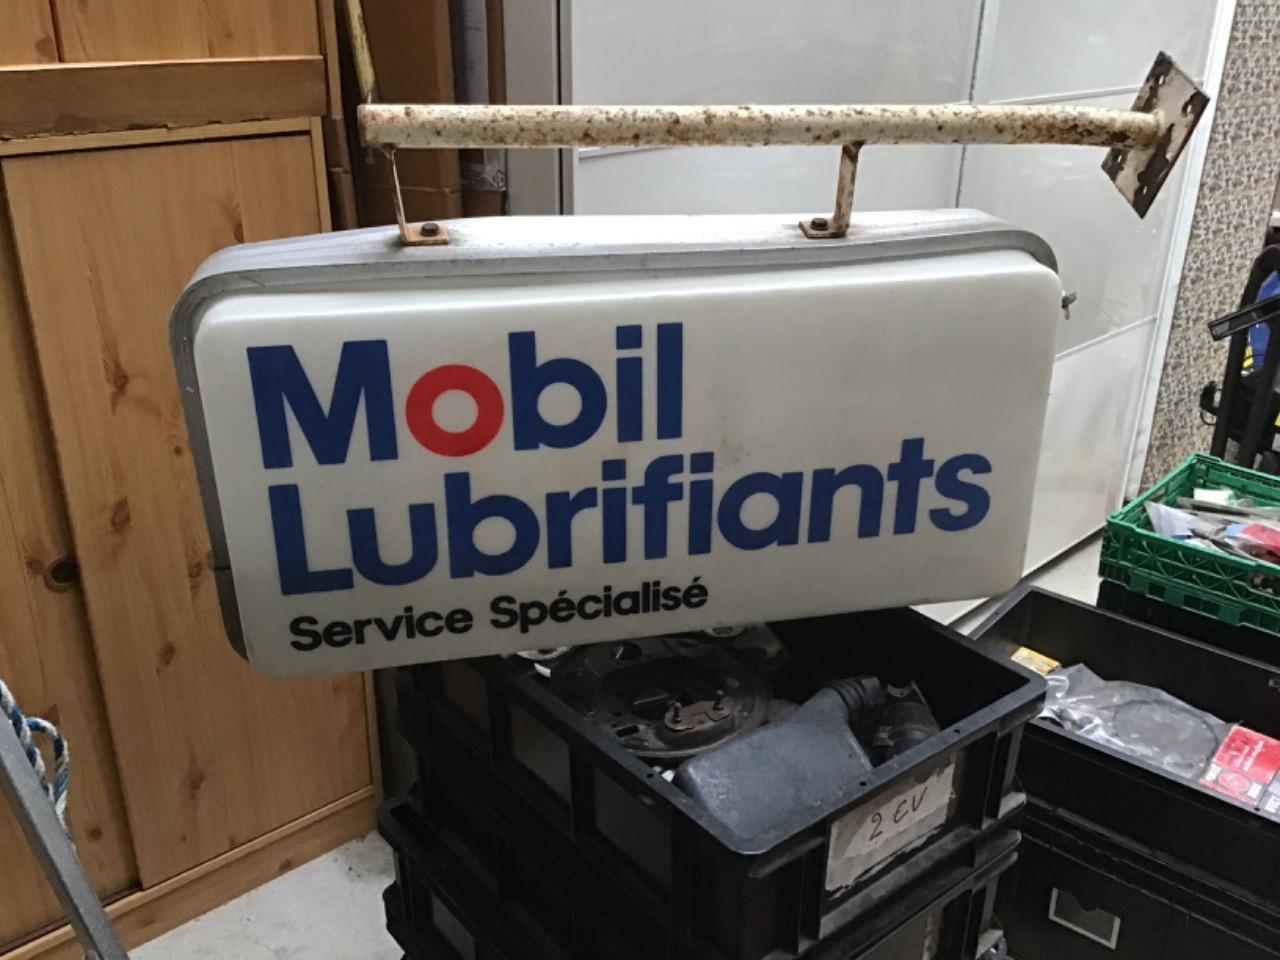 Mobil
Lubrifiants
Service Spécialisé
2 CV